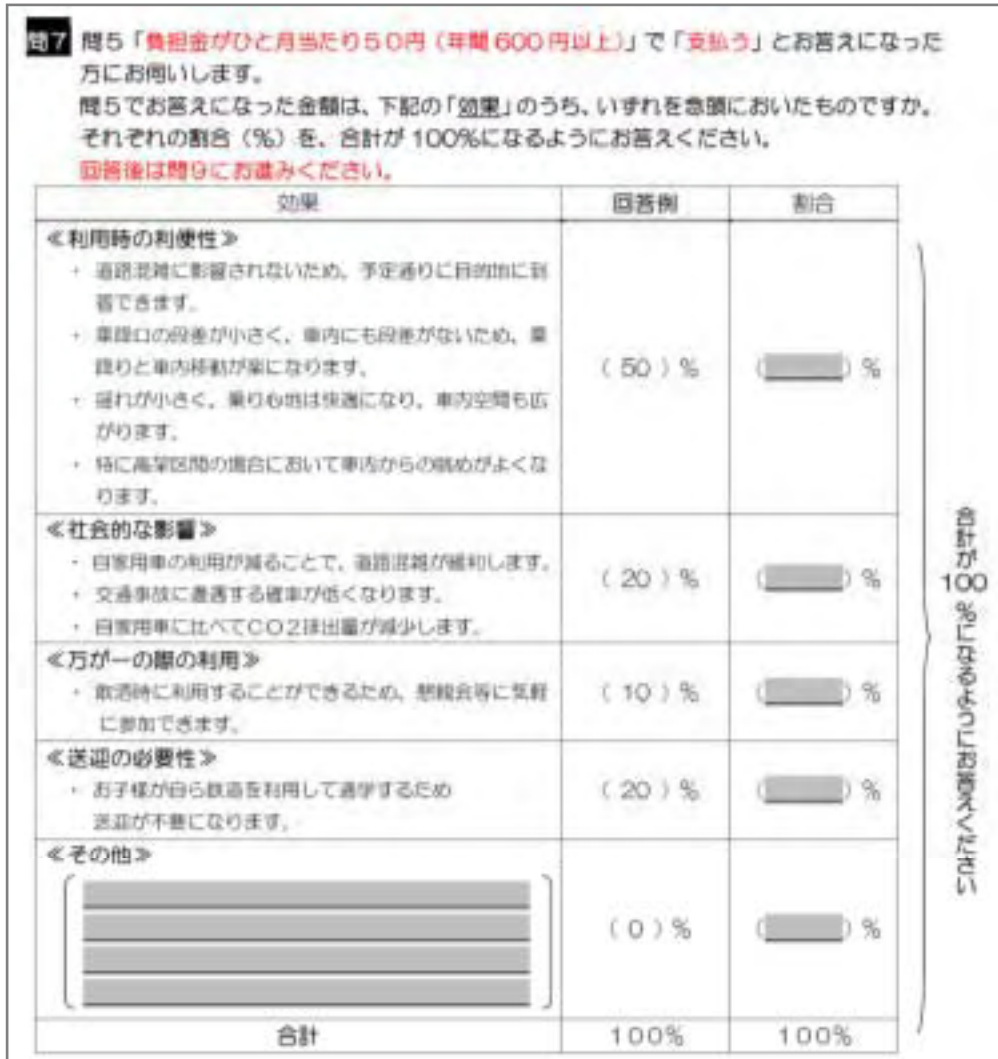 問7 問5「負担金がひと月当たり50円（年間600円以上）」で「支払う」とお答えになった
方にお伺いします。
問5でお答えになった金額は、下記の「効果」のうち、いずれを念頭においたものですか。
それぞれの割合（%）を、合計が100%になるようにお答えください。
回答後は問9にお進みください。
効果 回答例 割合
≪利用時の利便性≫
・ 道路混雑に影響されないため、予定通りに目的地に到
着できます。
・ 乗降口の段差が小さく、車内にも段差がないため、乗
降りと車内移動が楽になります。
（50）% （ ）%
・ 揺れが小さく、乗り心地は快適になり、車内空間も広
がります。
・ 特に高架区間の場合において車内からの眺めがよくな
ります。
≪社会的な影響≫
・ 自家用車の利用が減ることで、道路混雑が緩和します。
・ 交通事故に遭遇する確率が低くなります。
（20）% （ ）%
・ 自家用車に比べてCO2排出量が減少します。
≪万が一の際の利用≫
・ 飲酒時に利用することができるため、懇親会等に気軽
に参加できます。
（10）% （ ）%
≪送迎の必要性≫
・ お子様が自ら鉄道を利用して通学するため
送迎が不要になります。
（20）% （ ）%
≪その他≫
（0）% （ ）%
合計 100% 100%
合計が100%になるようにお答えください